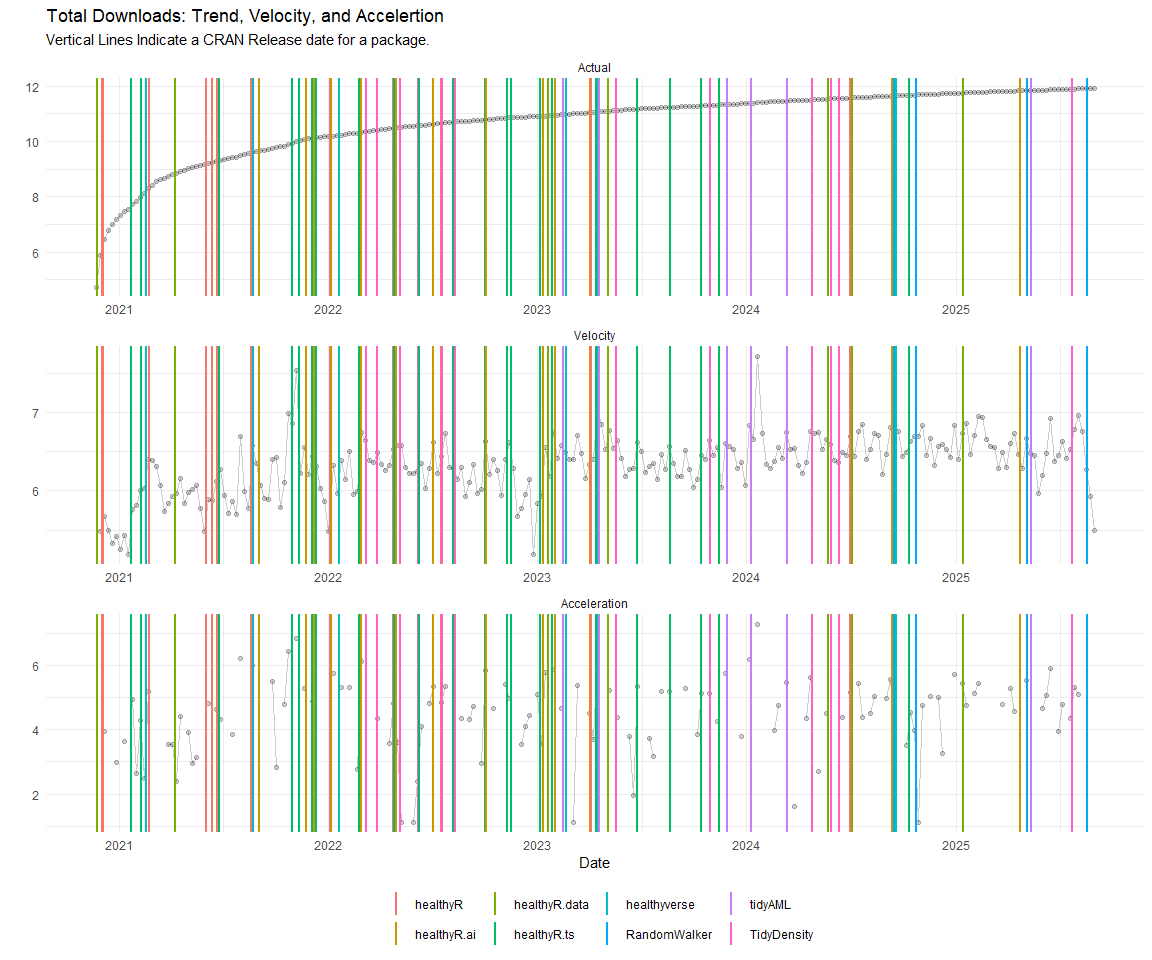 Total Downloads: Trend, Velocity, and Accelertion
Vertical Lines Indicate a CRAN Release date for a package.
Actual
12
10
8
6
2021 2022 2023 2024 2025
Velocity
7
6
2021 2022 2023 2024 2025
Acceleration
6
4
2
2021 2022 2023 2024 2025
Date
healthyR healthyR.data healthyverse tidyAML
healthyR.ai healthyR.ts RandomWalker TidyDensity